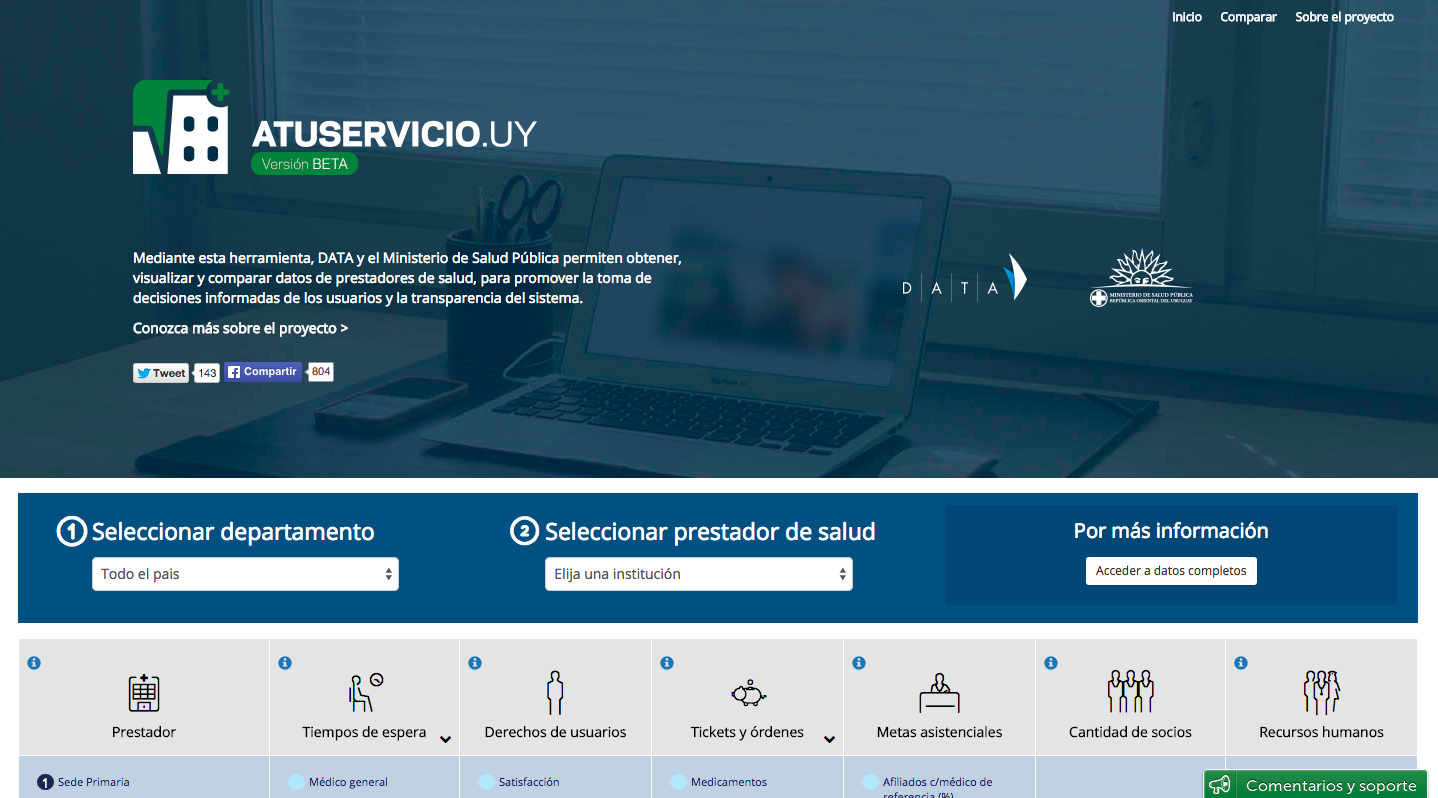 Inicio Comparar Sobre el proyecto
ATUSERVICIO.UY
Versión BETA
Mediante esta herramienta, DATA y el Ministerio de Salud Pública permiten obtener,
visualizar y comparar datos de prestadores de salud, para promover la toma de
decisiones informadas de los usuarios y la transparencia del sistema.
DATA
MINISTERIO DE SALUD PÚBLICA
REPÚBLICA ORIENTAL DEL URUGUAY
Conozca más sobre el proyecto >
Tweet 143 Compartir 804
1 Seleccionar departamento
Todo el pais
2 Seleccionar prestador de salud
Elija una institución
Por más información
Acceder a datos completos
Prestador
Tiempos de espera
Derechos de usuarios
Tickets y órdenes
Metas asistenciales
Cantidad de socios
Recursos humanos
1 Sede Primaria
Médico general
Satisfacción
Medicamentos
Afiliados c/médico de
referencia (%)
Comentarios y soporte